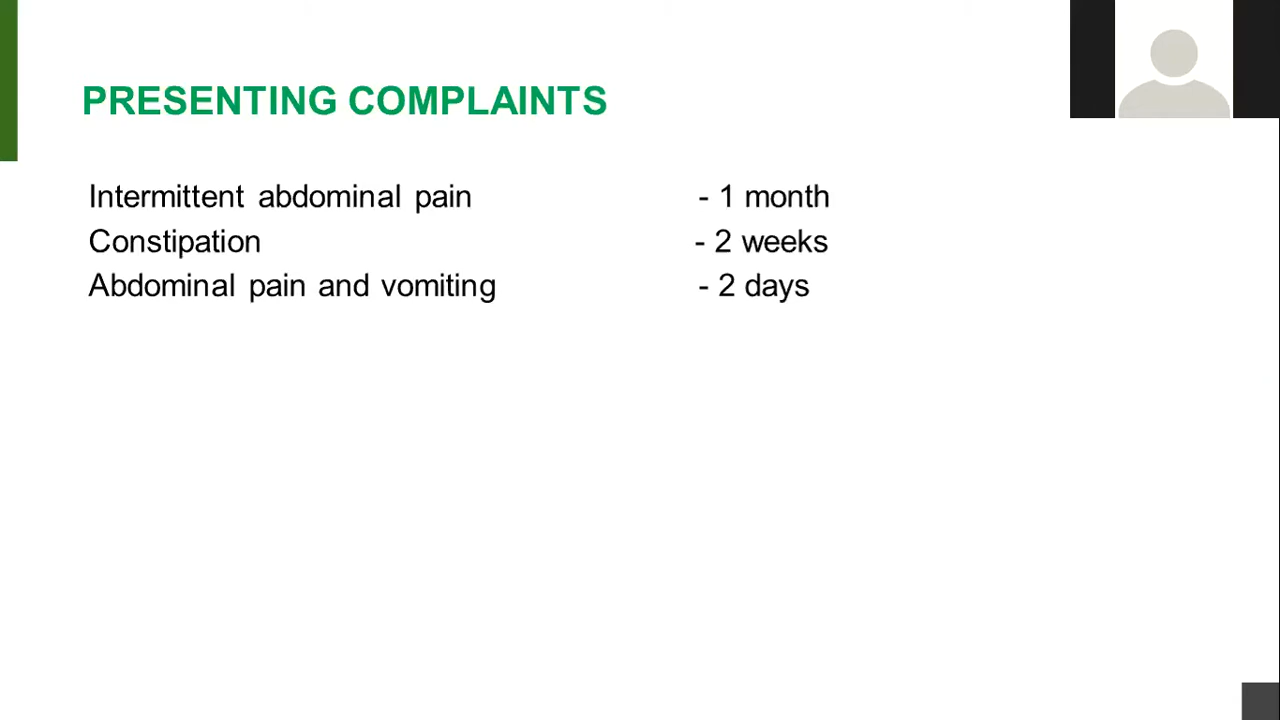 PRESENTING COMPLAINTS
Intermittent abdominal pain - 1 month
Constipation - 2 weeks
Abdominal pain and vomiting - 2 days